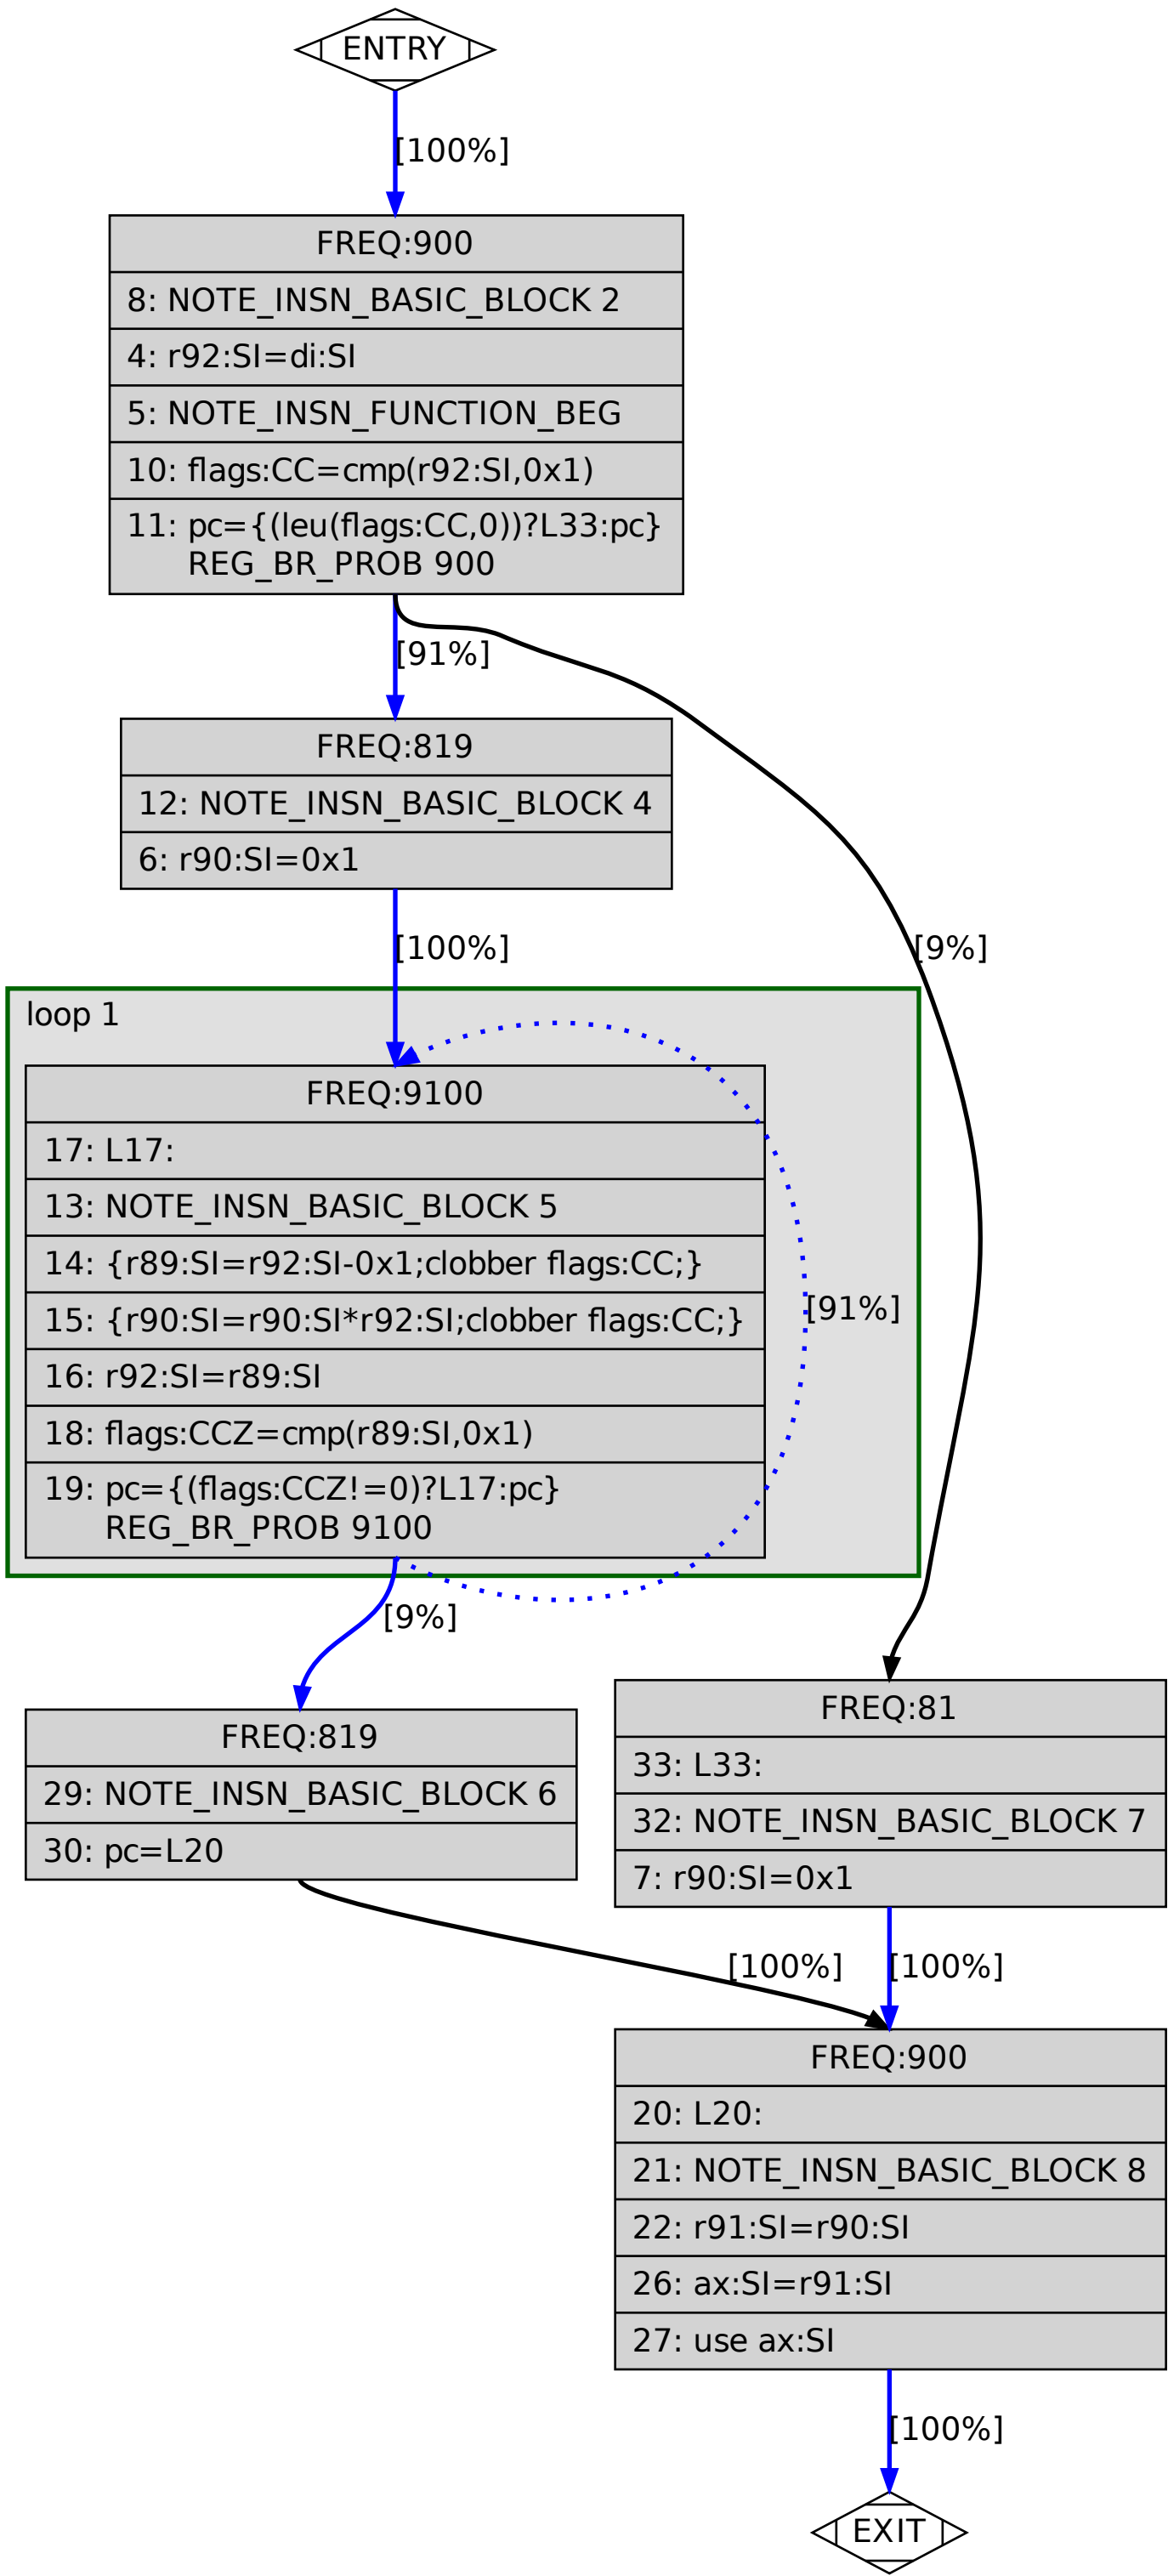 ENTRY
[100%]
FREQ:900
8: NOTE_INSN_BASIC_BLOCK 2
4: r92:SI=di:SI
5: NOTE_INSN_FUNCTION_BEG
10: flags:CC=cmp(r92:SI,0x1)
11: pc={(leu(flags:CC,0))?L33:pc}
REG_BR_PROB 900
[91%]
FREQ:819
12: NOTE_INSN_BASIC_BLOCK 4
6: r90:SI=0x1
[100%]
[9%]
loop 1
FREQ:9100
17: L17:
13: NOTE_INSN_BASIC_BLOCK 5
14: {r89:SI=r92:SI-0x1;clobber flags:CC;}
15: {r90:SI=r90:SI*r92:SI;clobber flags:CC;}
16: r92:SI=r89:SI
18: flags:CCZ=cmp(r89:SI,0x1)
19: pc={(flags:CCZ!=0)?L17:pc}
REG_BR_PROB 9100
[91%]
[9%]
FREQ:819
29: NOTE_INSN_BASIC_BLOCK 6
30: pc=L20
FREQ:81
33: L33:
32: NOTE_INSN_BASIC_BLOCK 7
7: r90:SI=0x1
[100%]
[100%]
FREQ:900
20: L20:
21: NOTE_INSN_BASIC_BLOCK 8
22: r91:SI=r90:SI
26: ax:SI=r91:SI
27: use ax:SI
[100%]
EXIT